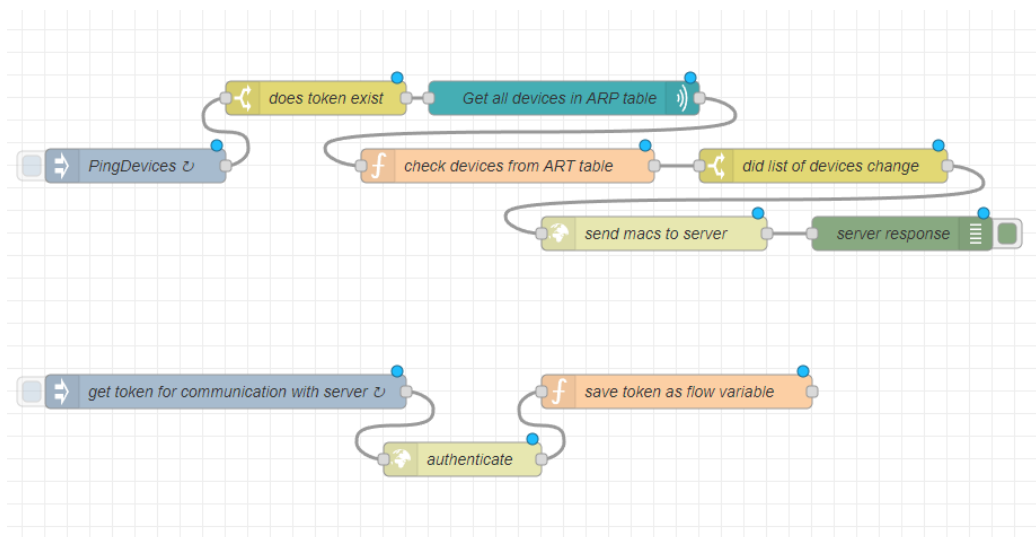 does token exist
Get all devices in ARP table
PingDevices ↻
check devices from ART table
did list of devices change
send macs to server
server response
get token for communication with server ↻
save token as flow variable
authenticate